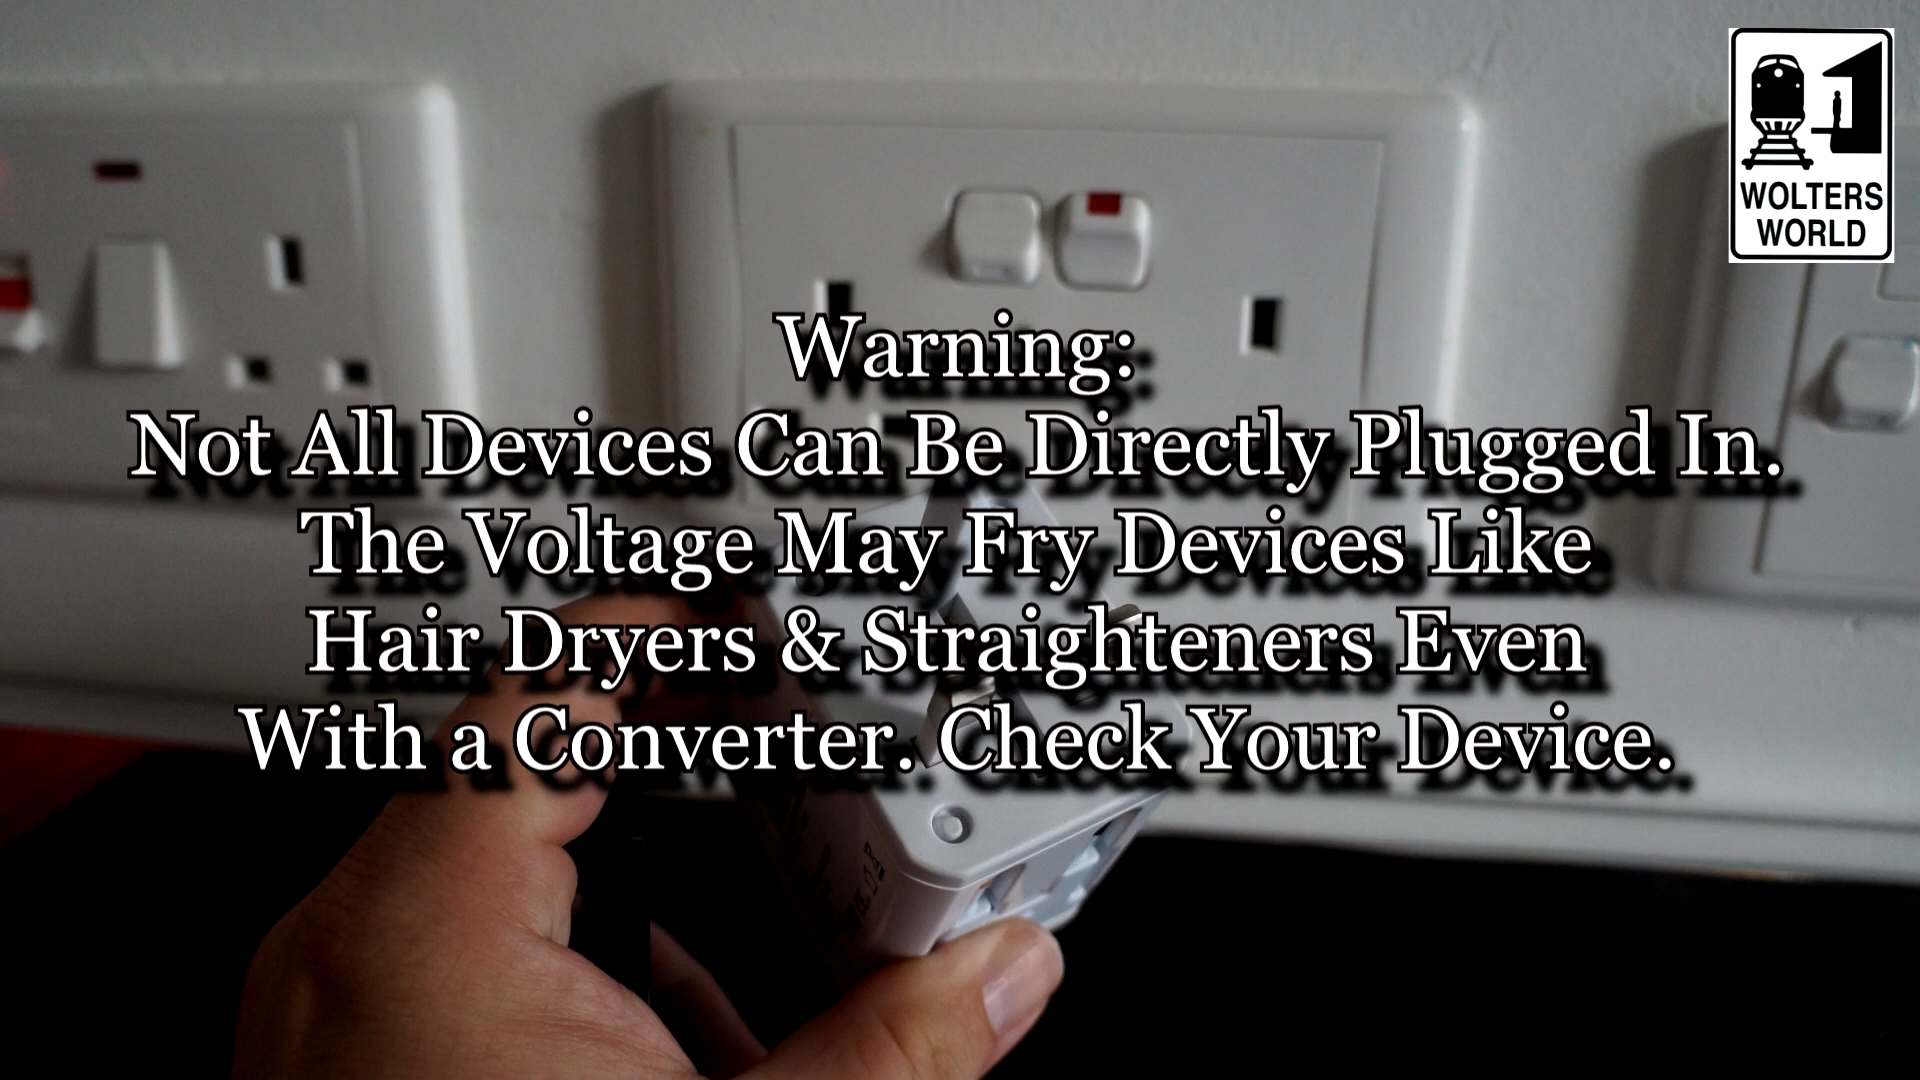 WOLTERS
WORLD
Warning:
Not All Devices Can Be Directly Plugged In.
The Voltage May Fry Devices Like
Hair Dryers & Straighteners Even
With a Converter. Check Your Device.